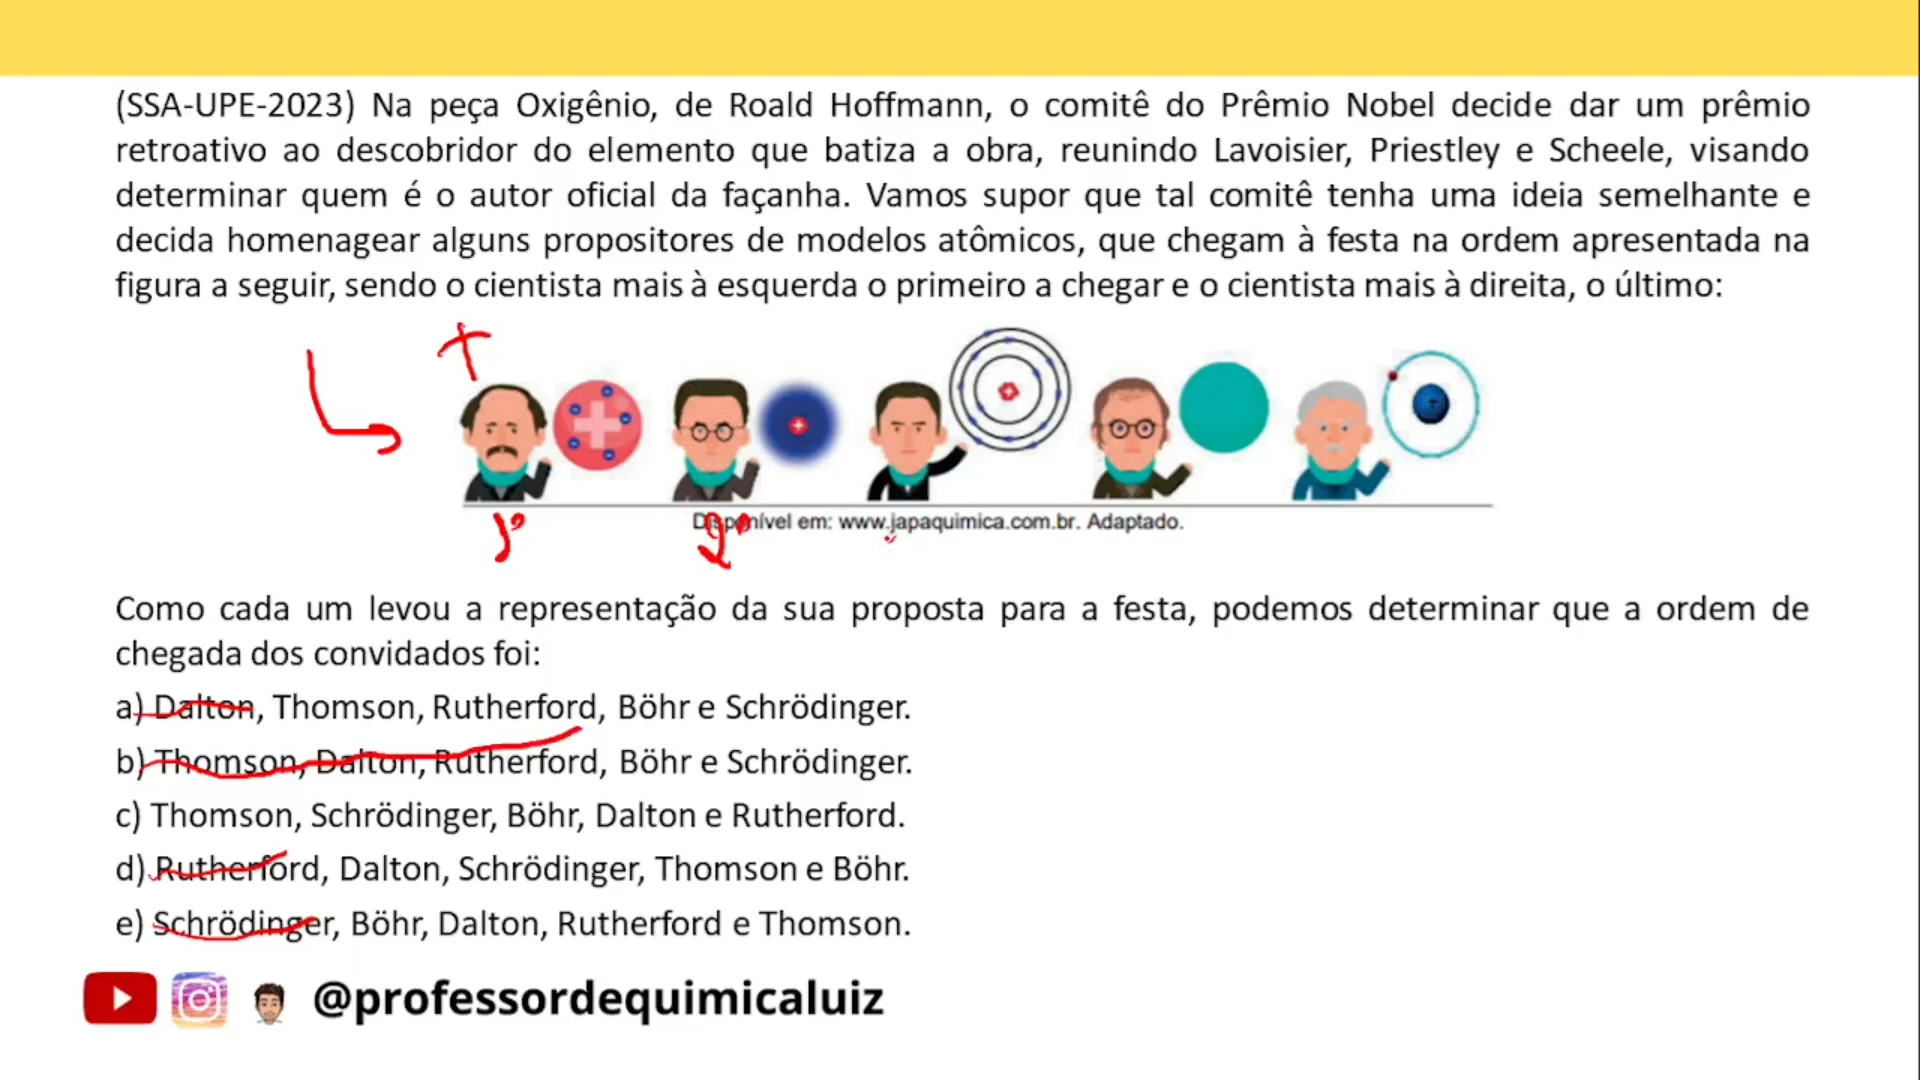 (SSA-UPE-2023) Na peça Oxigênio, de Roald Hoffmann, o comitê do Prêmio Nobel decide dar um prêmio
retroativo ao descobridor do elemento que batiza a obra, reunindo Lavoisier, Priestley e Scheele, visando
determinar quem é o autor oficial da façanha. Vamos supor que tal comitê tenha uma ideia semelhante e
decida homenagear alguns propositores de modelos atômicos, que chegam à festa na ordem apresentada na
figura a seguir, sendo o cientista mais à esquerda o primeiro a chegar e o cientista mais à direita, o último:
T
1º 2º
Disponível em: www.japaquimica.com.br. Adaptado.
Como cada um levou a representação da sua proposta para a festa, podemos determinar que a ordem de
chegada dos convidados foi:
a) Dalton, Thomson, Rutherford, Böhr e Schrödinger.
b) Thomson, Dalton, Rutherford, Böhr e Schrödinger.
c) Thomson, Schrödinger, Böhr, Dalton e Rutherford.
d) Rutherford, Dalton, Schrödinger, Thomson e Böhr.
e) Schrödinger, Böhr, Dalton, Rutherford e Thomson.
@professordequimicaluiz